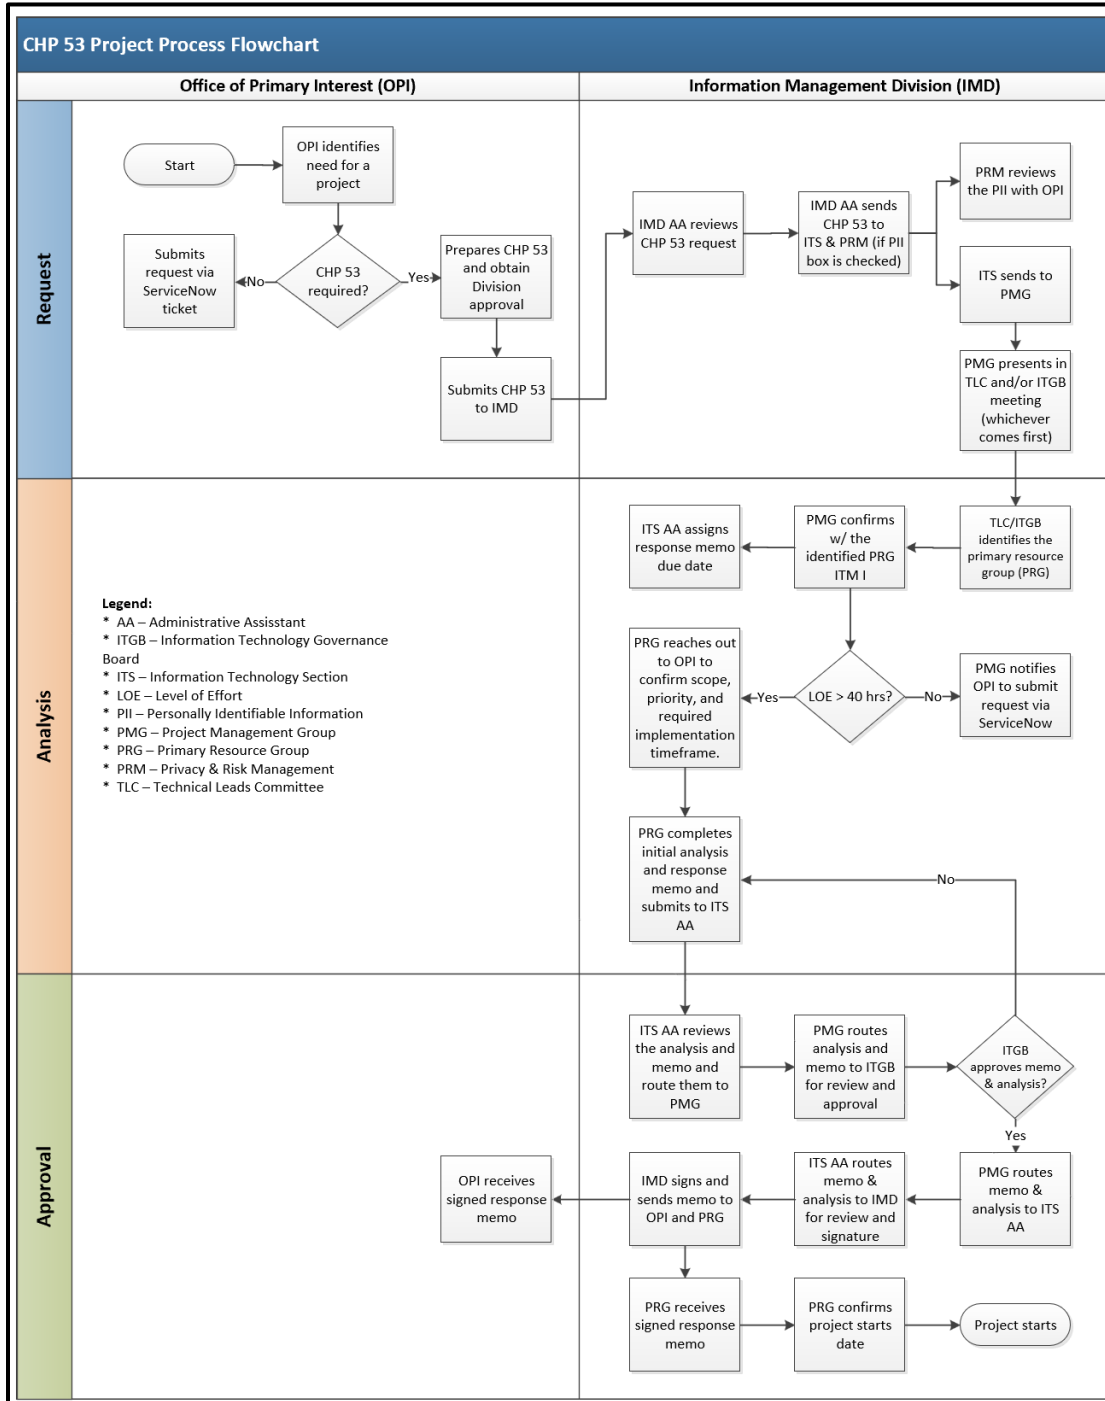 CHP 53 Project Process Flowchart
Office of Primary Interest (OPI)
Information Management Division (IMD)
Request
Start
OPI identifies
need for a
project
CHP 53
required?
No
Submits
request via
ServiceNow
ticket
Yes
Prepares CHP 53
and obtain
Division
approval
Submits CHP 53
to IMD
IMD AA reviews
CHP 53 request
IMD AA sends
CHP 53 to
ITS & PRM (if PII
box is checked)
PRM reviews
the PII with OPI
ITS sends to
PMG
PMG presents in
TLC and/or ITGB
meeting
(whichever
comes first)
Analysis
Legend:
* AA – Administrative Assisstant
* ITGB – Information Technology Governance
Board
* ITS – Information Technology Section
* LOE – Level of Effort
* PII – Personally Identifiable Information
* PMG – Project Management Group
* PRG – Primary Resource Group
* PRM – Privacy & Risk Management
* TLC – Technical Leads Committee
TLC/ITGB
identifies the
primary resource
group (PRG)
PMG confirms
w/ the
identified PRG
ITM I
ITS AA assigns
response memo
due date
LOE > 40 hrs?
No
PMG notifies
OPI to submit
request via
ServiceNow
Yes
PRG reaches out
to OPI to
confirm scope,
priority, and
required
implementation
timeframe.
PRG completes
initial analysis
and response
memo and
submits to ITS
AA
No
Approval
ITS AA reviews
the analysis and
memo and
route them to
PMG
PMG routes
analysis and
memo to ITGB
for review and
approval
ITGB
approves memo
& analysis?
Yes
PMG routes
memo &
analysis to ITS
AA
ITS AA routes
memo &
analysis to IMD
for review and
signature
IMD signs and
sends memo to
OPI and PRG
OPI receives
signed response
memo
PRG receives
signed response
memo
PRG confirms
project starts
date
Project starts